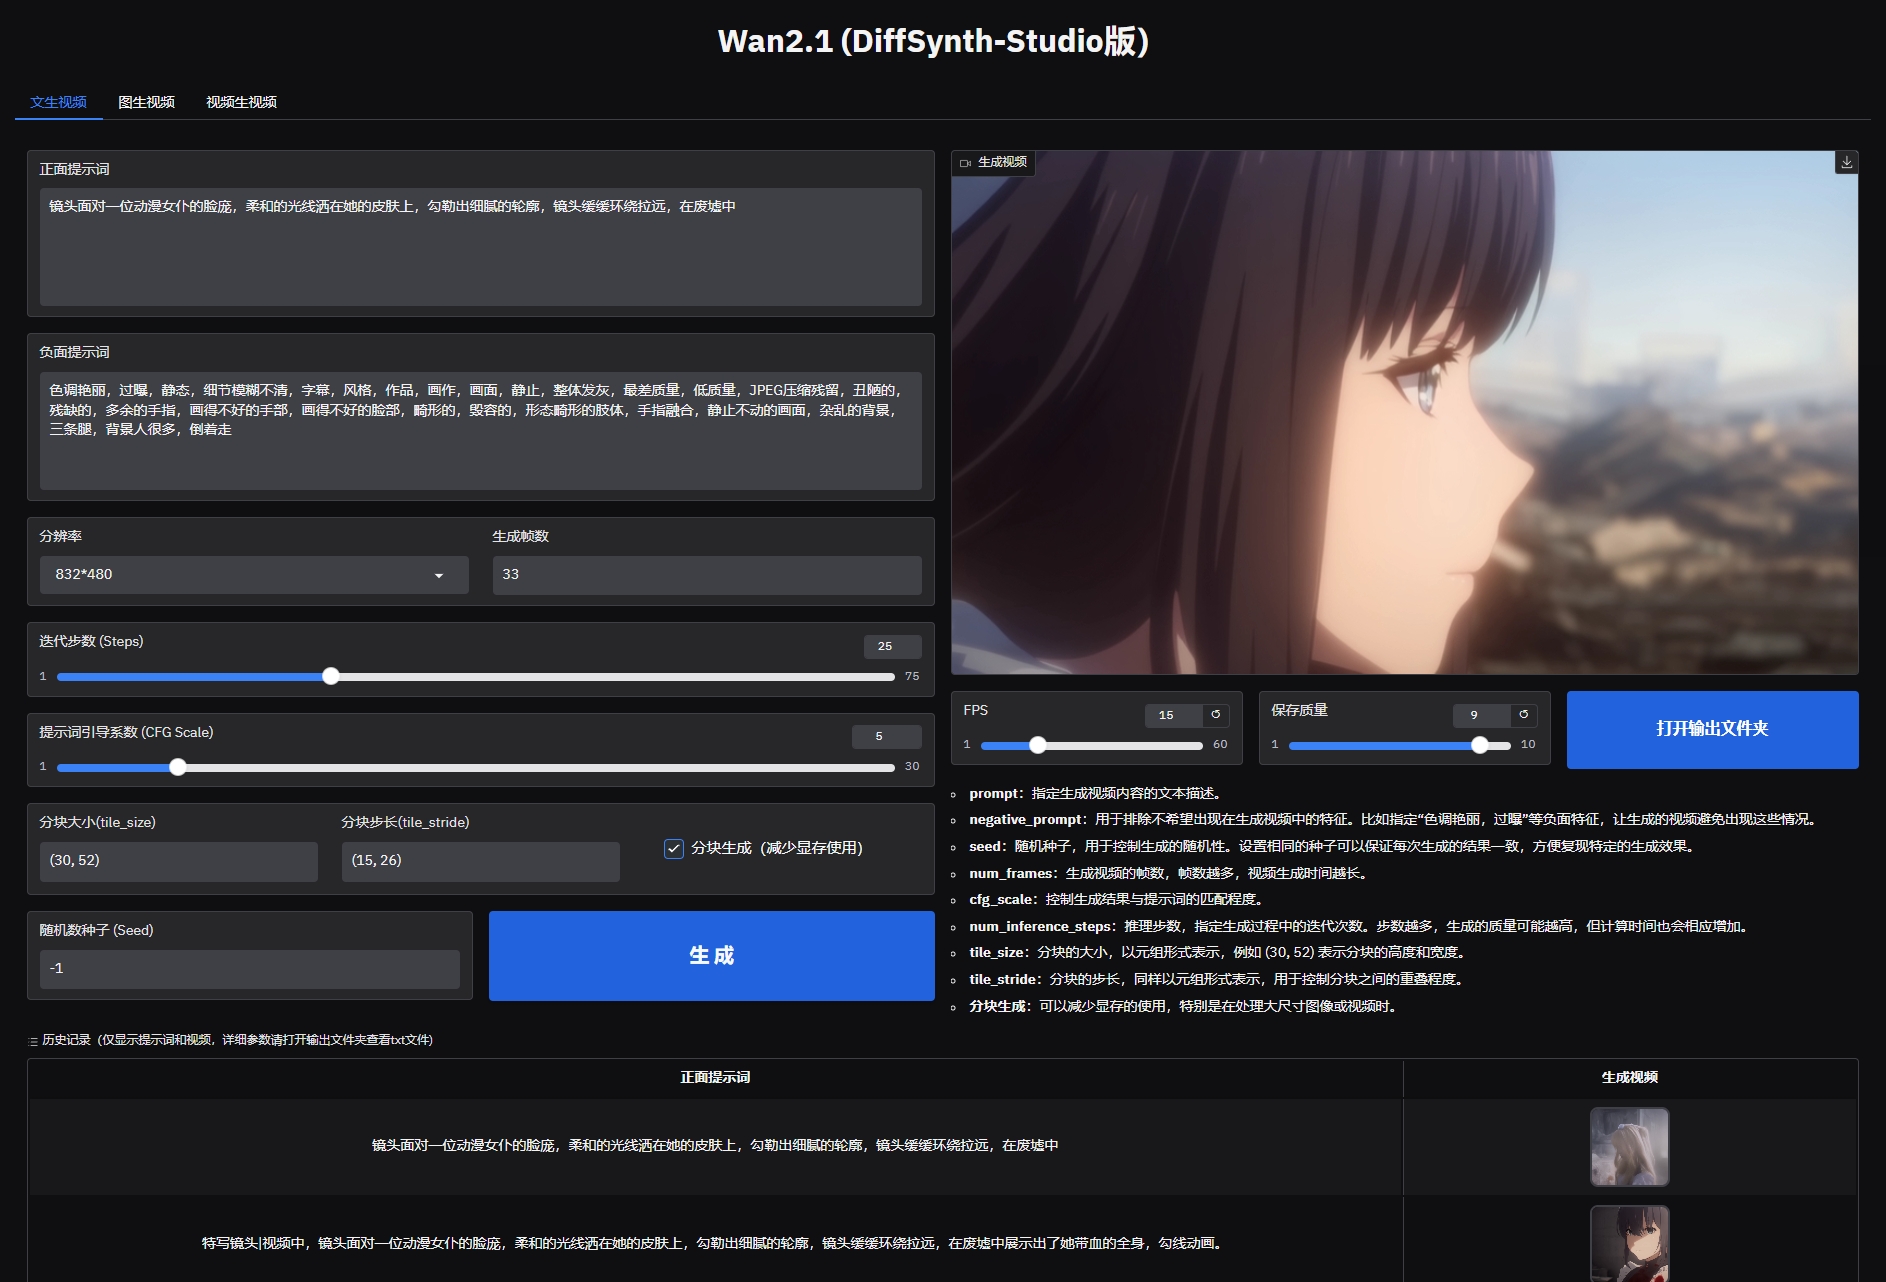 Wan2.1 (DiffSynth-Studio版)
文生视频 图生视频 视频生视频
正面提示词
镜头面对一位动漫女仆的脸庞，柔和的光线洒在她的皮肤上，勾勒出细腻的轮廓，镜头缓缓环绕拉远，在废墟中
负面提示词
色调艳丽，过曝，静态，细节模糊不清，字幕，风格，作品，画作，画面，静止，整体发灰，最差质量，低质量，JPEG压缩残留，丑陋的，
残缺的，多余的手指，画得不好的手部，画得不好的脸部，畸形的，毁容的，形态畸形的肢体，手指融合，静止不动的画面，杂乱的背景，
三条腿，背景人很多，倒着走
分辨率
832*480
生成帧数
33
迭代步数 (Steps)
25
1
75
提示词引导系数 (CFG Scale)
5
1
30
分块大小(tile_size)
(30, 52)
分块步长(tile_stride)
(15, 26)
分块生成（减少显存使用）
随机数种子 (Seed)
-1
生成
生成视频
FPS
15
1
60
保存质量
9
1
10
打开输出文件夹
prompt：指定生成视频内容的文本描述。
negative_prompt：用于排除不希望出现在生成视频中的特征。比如指定“色调艳丽，过曝”等负面特征，让生成的视频避免出现这些情况。
seed：随机种子，用于控制生成的随机性。设置相同的种子可以保证每次生成的结果一致，方便复现特定的生成效果。
num_frames：生成视频的帧数，帧数越多，视频生成时间越长。
cfg_scale：控制生成结果与提示词的匹配程度。
num_inference_steps：推理步数，指定生成过程中的迭代次数。步数越多，生成的质量可能越高，但计算时间也会相应增加。
tile_size：分块的大小，以元组形式表示，例如 (30, 52) 表示分块的高度和宽度。
tile_stride：分块的步长，同样以元组形式表示，用于控制分块之间的重叠程度。
分块生成：可以减少显存的使用，特别是在处理大尺寸图像或视频时。
历史记录（仅显示提示词和视频，详细参数请打开输出文件夹查看txt文件）
正面提示词 生成视频
镜头面对一位动漫女仆的脸庞，柔和的光线洒在她的皮肤上，勾勒出细腻的轮廓，镜头缓缓环绕拉远，在废墟中
特写镜头|视频中，镜头面对一位动漫女仆的脸庞，柔和的光线洒在她的皮肤上，勾勒出细腻的轮廓，镜头缓缓环绕拉远，在废墟中展示出了她带血的全身，勾线动画。